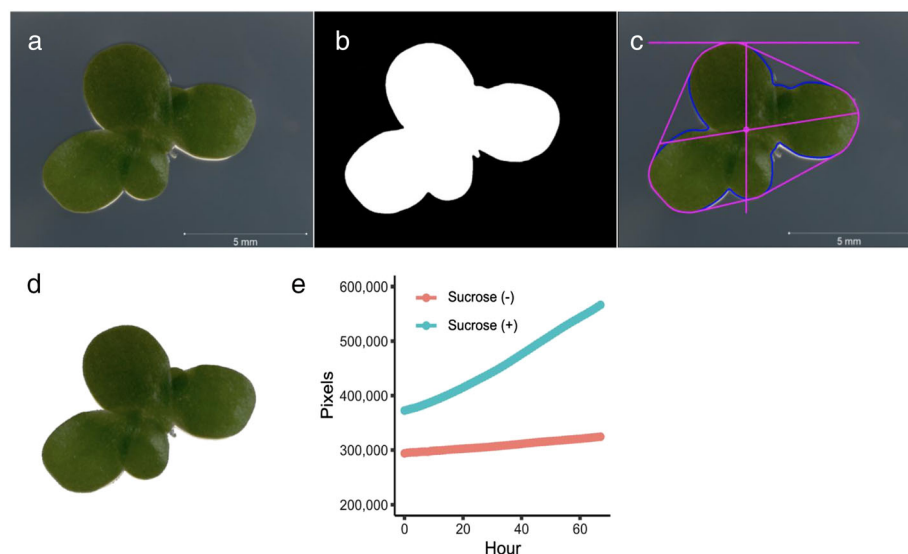 a
b
c
5 mm
5 mm
d
e
600,000
500,000
400,000
300,000
200,000
Pixels
Sucrose (-)
Sucrose (+)
0
20
40
60
Hour